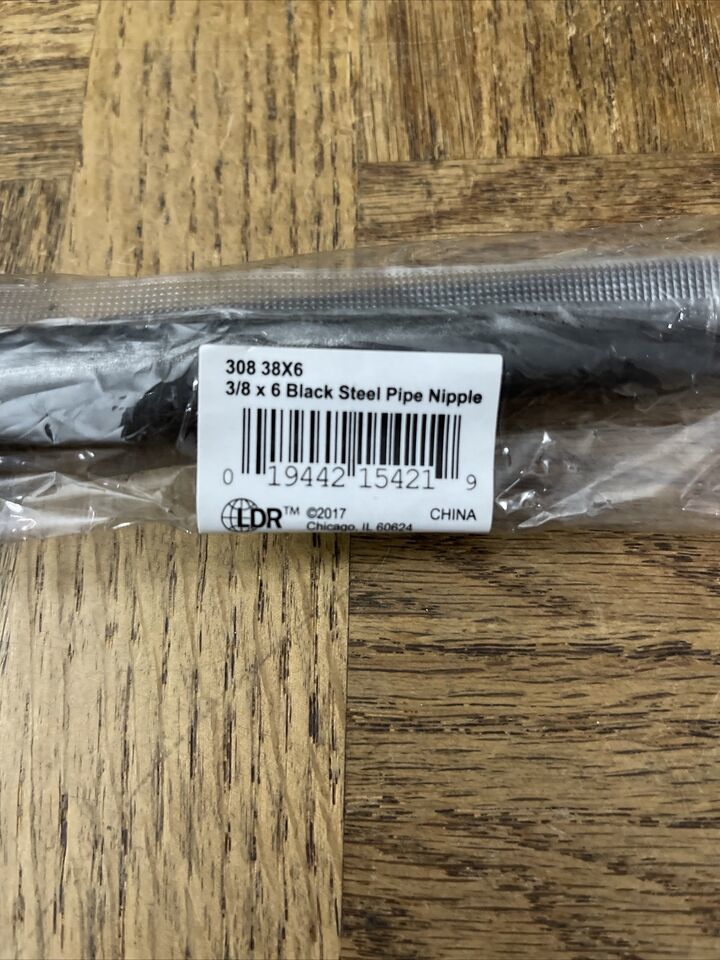 308 38X6
3/8 x 6 Black Steel Pipe Nipple
0 19442 15421 9
LDR™ ©2017 CHINA
Chicago, IL 60624